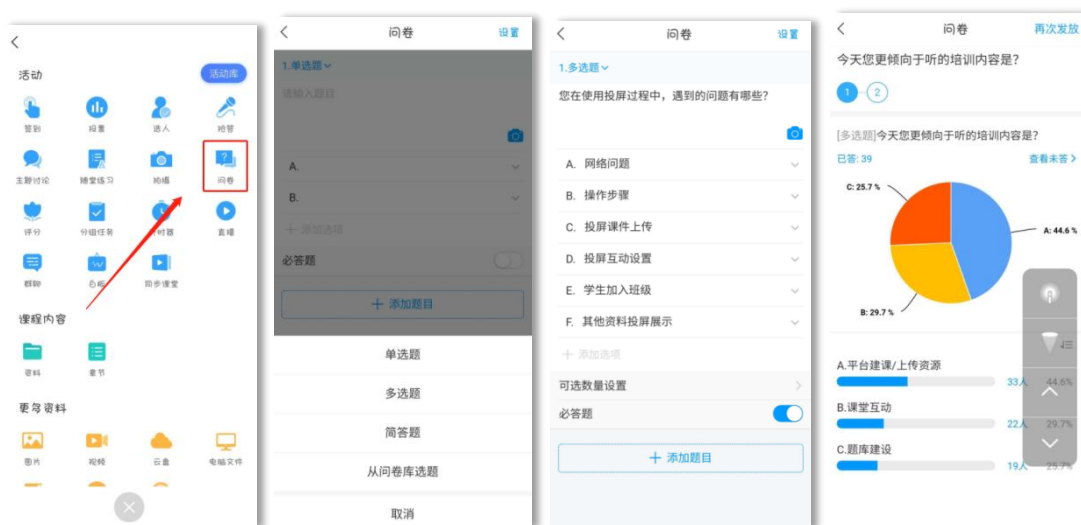 活动
活动库
签到
投票
选人
抢答
主题讨论
随堂练习
拍摄
问卷
评分
分组任务
计时器
直播
群聊
白板
同步课堂
课程内容
资料
章节
更多资料
图片
视频
云盘
电脑文件
问卷
设置
1.单选题
请输入题目
A.
B.
+ 添加选项
必答题
+ 添加题目
单选题
多选题
简答题
从问卷库选题
取消
问卷
设置
1.多选题
您在使用投屏过程中，遇到的问题有哪些?
A. 网络问题
B. 操作步骤
C. 投屏课件上传
D. 投屏互动设置
E. 学生加入班级
F. 其他资料投屏展示
+ 添加选项
可选数量设置
必答题
+ 添加题目
问卷
再次发放
今天您更倾向于听的培训内容是?
1 2
[多选题]今天您更倾向于听的培训内容是?
已答: 39
查看未答
C: 25.7 %
A: 44.6 %
B: 29.7 %
A.平台建课/上传资源
33人 44.6%
B.课堂互动
22人 29.7%
C.题库建设
19人 25.7%